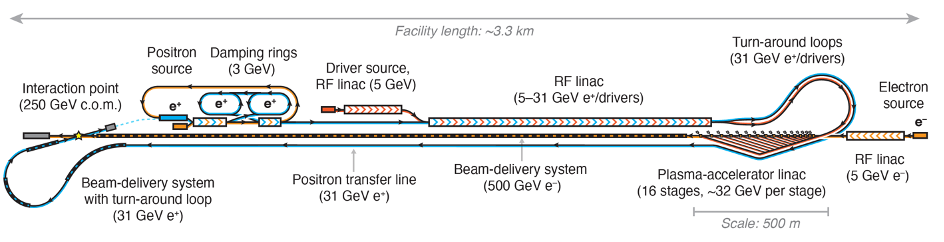 Facility length: ~3.3 km
Positron
source
Damping rings
(3 GeV)
Driver source,
RF linac (5 GeV)
RF linac
(5–31 GeV e⁺/drivers)
Turn-around loops
(31 GeV e⁺/drivers)
Electron
source
e⁻
Interaction point
(250 GeV c.o.m.)
e⁺
e⁺
e⁺
Beam-delivery system
with turn-around loop
(31 GeV e⁺)
Positron transfer line
(31 GeV e⁺)
Beam-delivery system
(500 GeV e⁻)
Plasma-accelerator linac
(16 stages, ~32 GeV per stage)
RF linac
(5 GeV e⁻)
Scale: 500 m